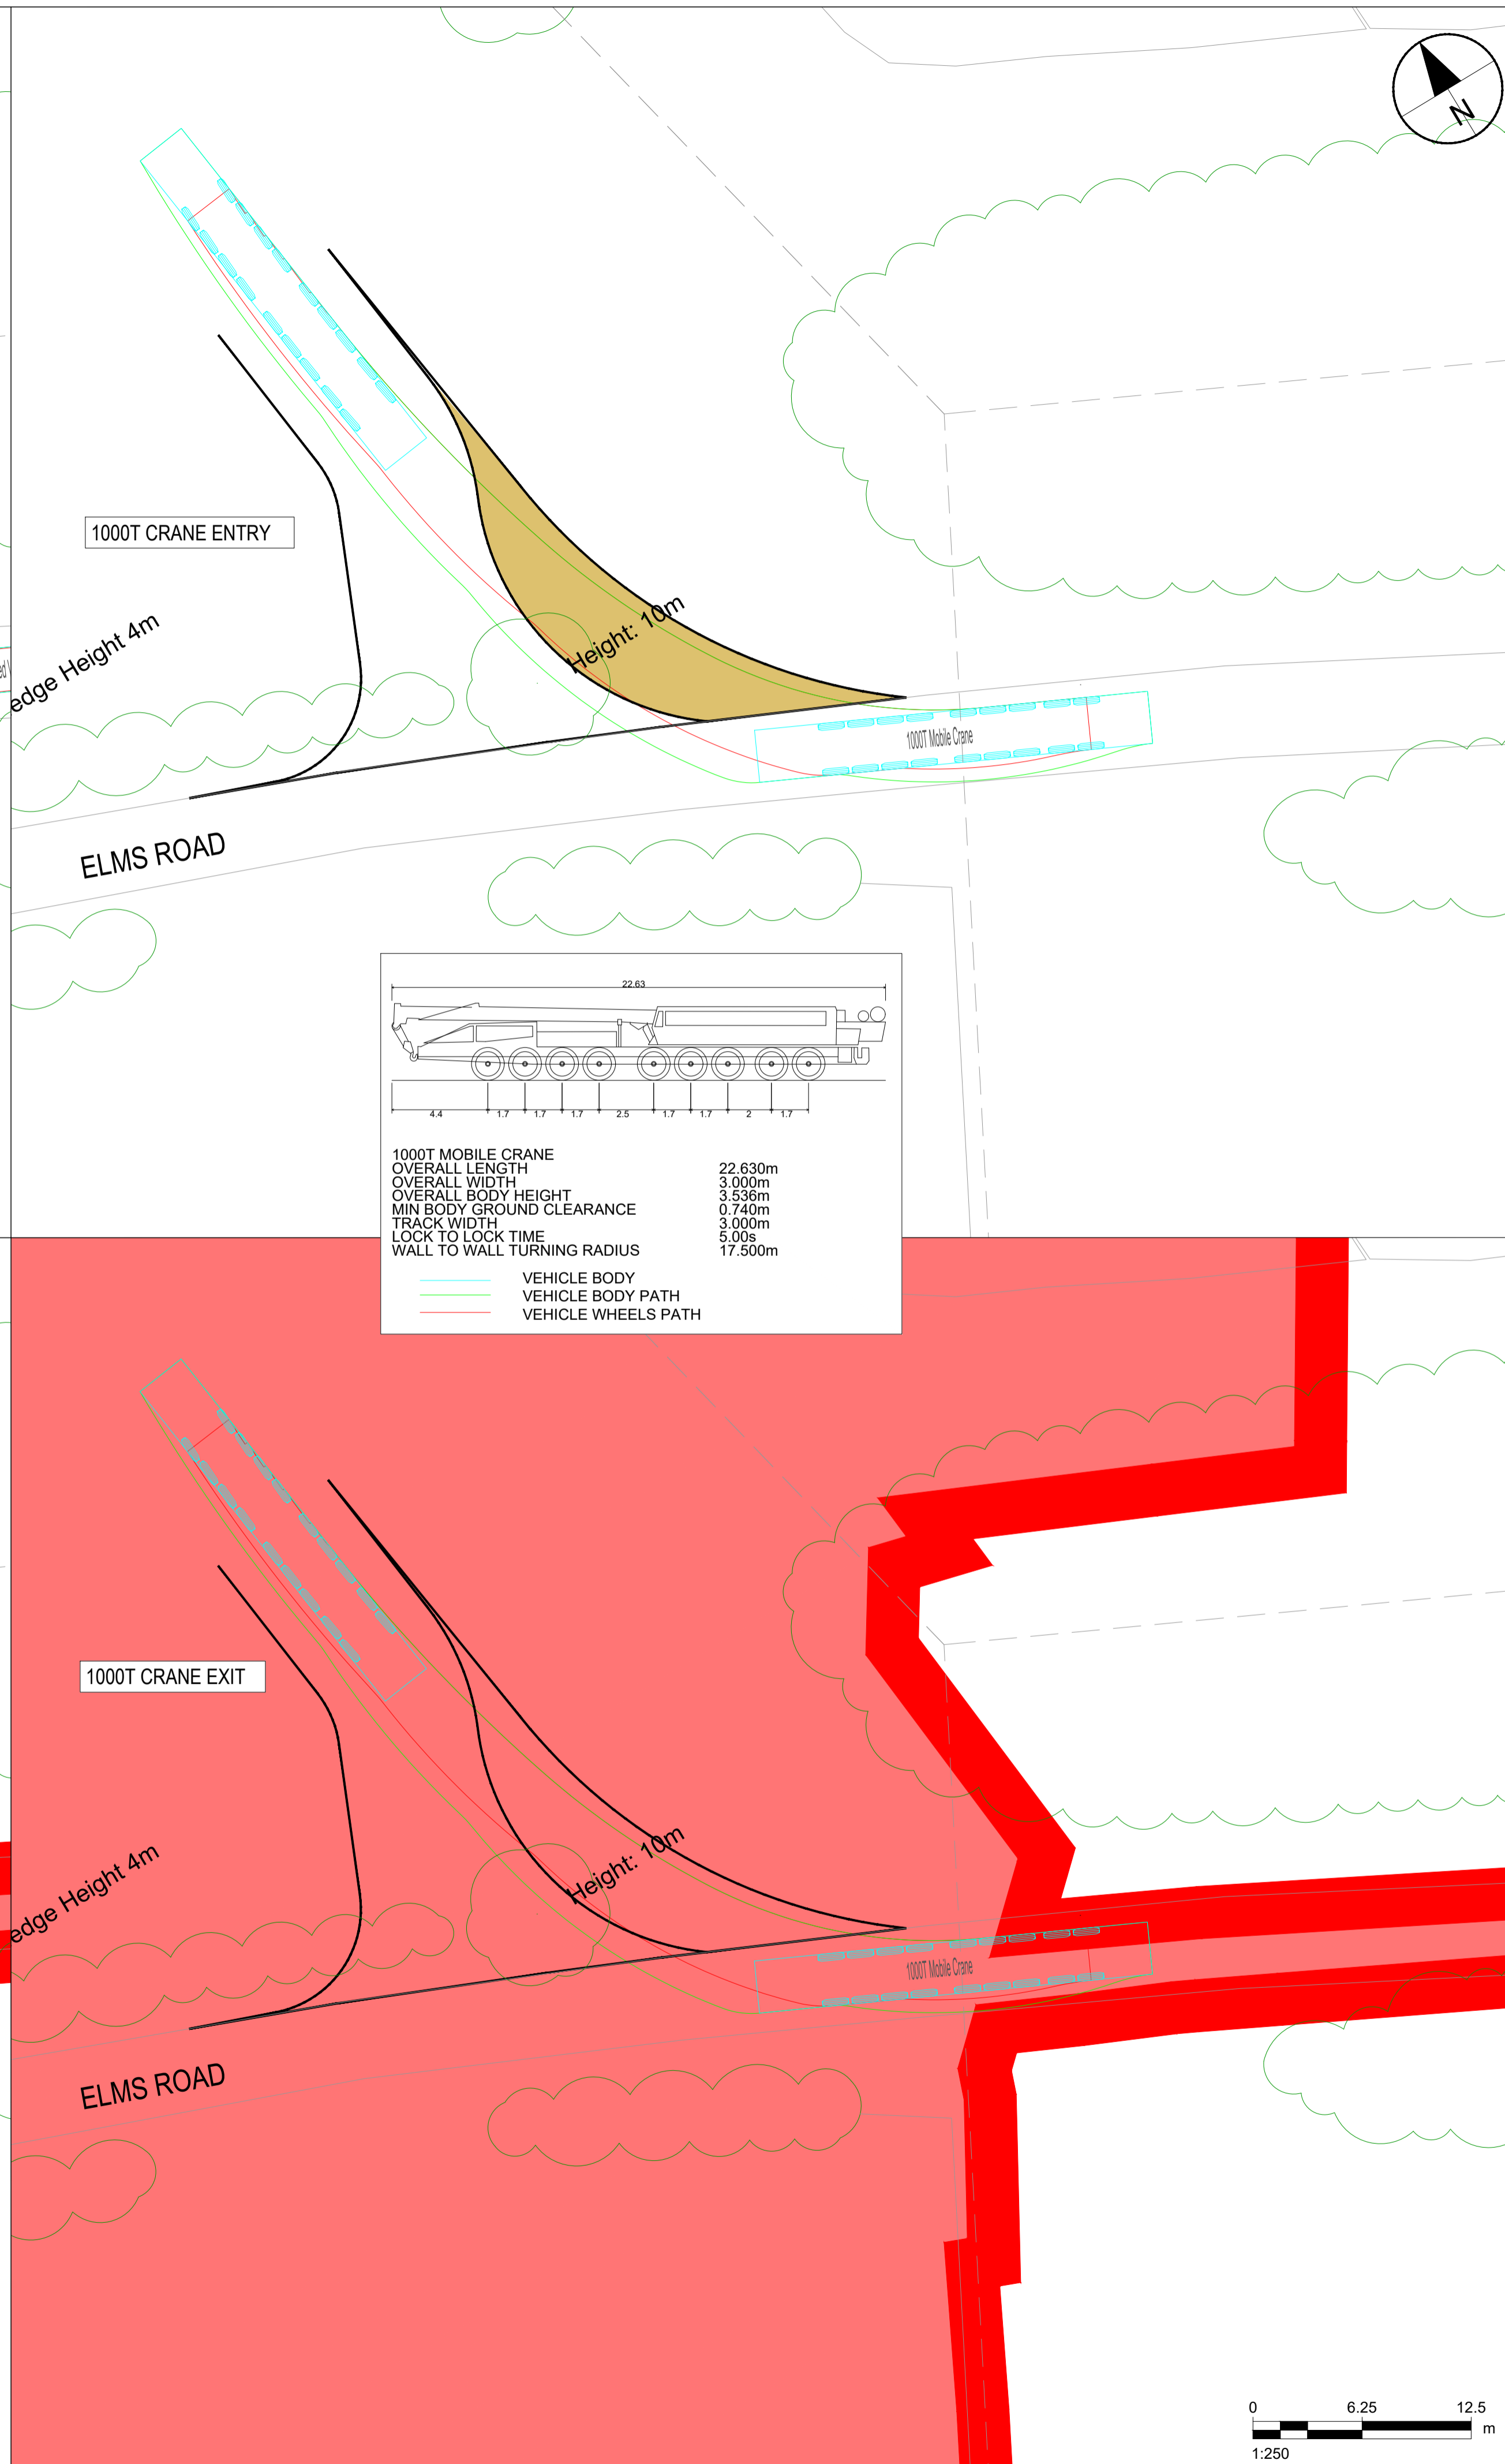 N
1000T CRANE ENTRY
edge Height 4m
Height: 10m
1000T Mobile Crane
ELMS ROAD
22.63
4.4 1.7 1.7 1.7 2.5 1.7 1.7 2 1.7
1000T MOBILE CRANE
OVERALL LENGTH 22.630m
OVERALL WIDTH 3.000m
OVERALL BODY HEIGHT 3.536m
MIN BODY GROUND CLEARANCE 0.740m
TRACK WIDTH 3.000m
LOCK TO LOCK TIME 5.00s
WALL TO WALL TURNING RADIUS 17.500m
VEHICLE BODY
VEHICLE BODY PATH
VEHICLE WHEELS PATH
1000T CRANE EXIT
edge Height 4m
Height: 10m
1000T Mobile Crane
ELMS ROAD
0 6.25 12.5
m
1:250